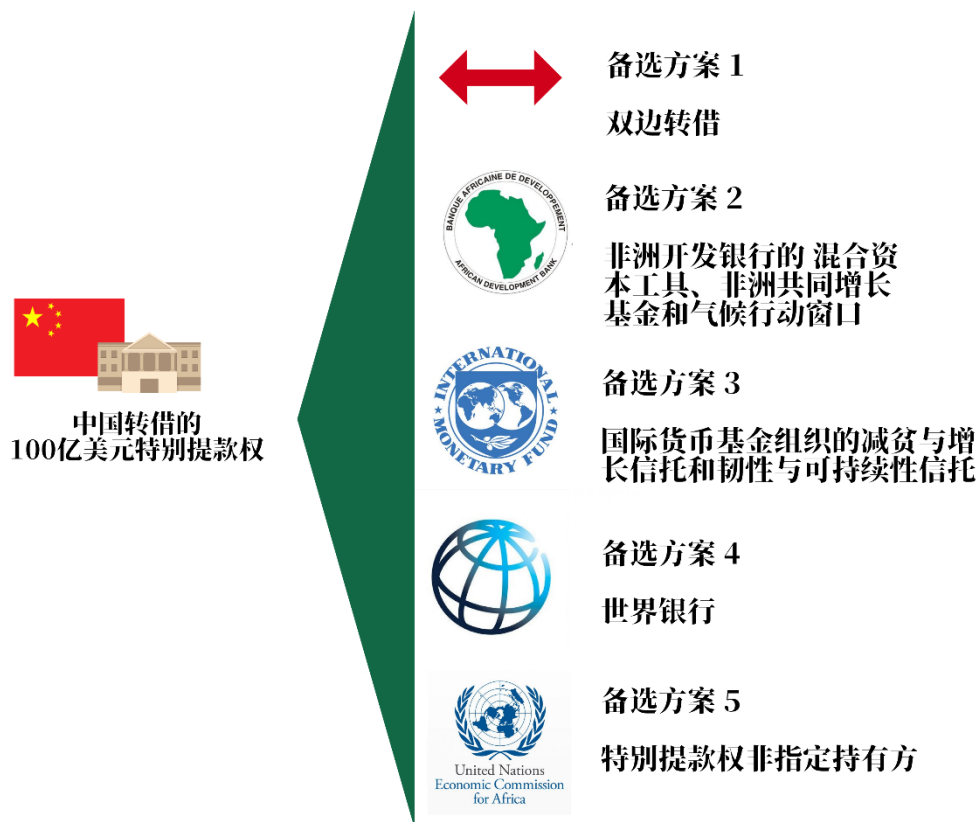 中国转借的
100亿美元特别提款权
备选方案 1
双边转借
BANQUE AFRICAINE DE DEVELOPPEMENT
AFRICAN DEVELOPMENT BANK
备选方案 2
非洲开发银行的 混合资
本工具、非洲共同增长
基金和气候行动窗口
INTERNATIONAL
MONETARY FUND
备选方案 3
国际货币基金组织的减贫与增
长信托和韧性与可持续性信托
备选方案 4
世界银行
United Nations
Economic Commission
for Africa
备选方案 5
特别提款权非指定持有方